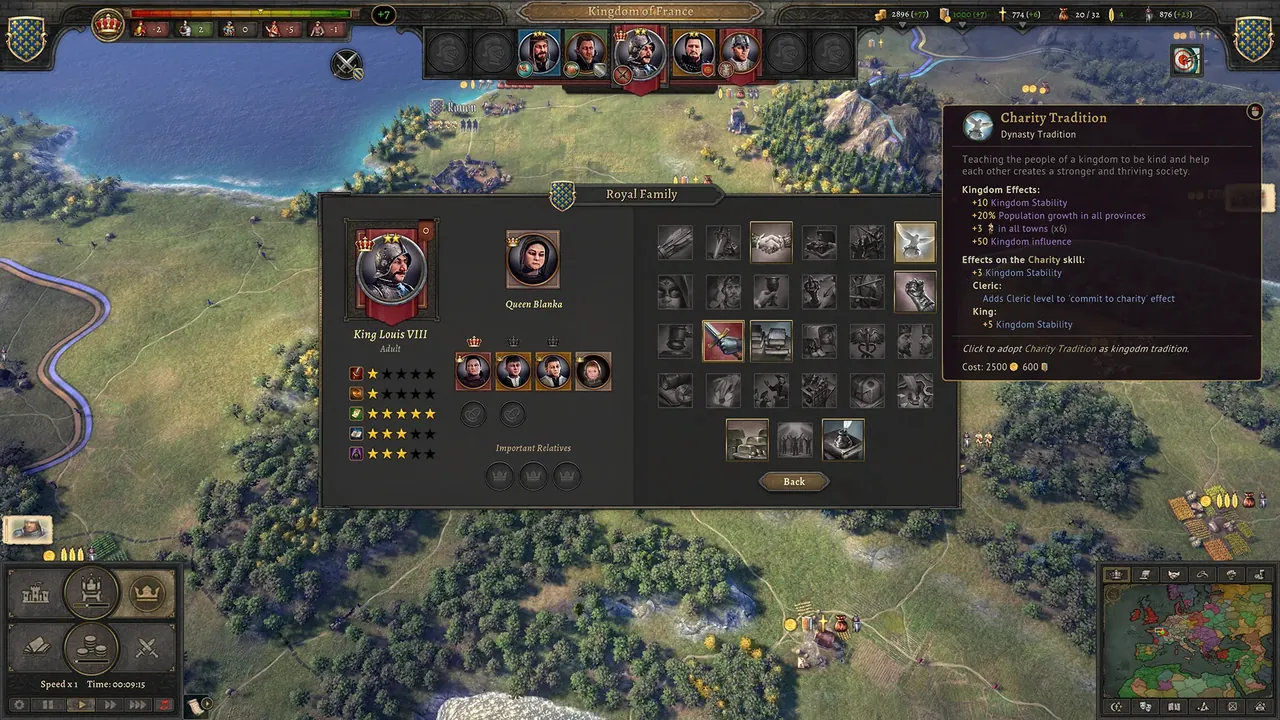 +7
-2
2
0
-5
-1
Kingdom of France
2896 (+77)
1000 (+7)
774 (+6)
20 / 32
4
876 (+23)
Royal Family
King Louis VIII
Adult
Queen Blanka
Important Relatives
Back
Charity Tradition
Dynasty Tradition
Teaching the people of a kingdom to be kind and help
each other creates a stronger and thriving society.
Kingdom Effects:
+10 Kingdom Stability
+20% Population growth in all provinces
+3 in all towns (x6)
+50 Kingdom influence
Effects on the Charity skill:
+3 Kingdom Stability
Cleric:
Adds Cleric level to 'commit to charity' effect
King:
+5 Kingdom Stability
Click to adopt Charity Tradition as kingodm tradition.
Cost: 2500 600
Speed x 1 Time: 00:09:15